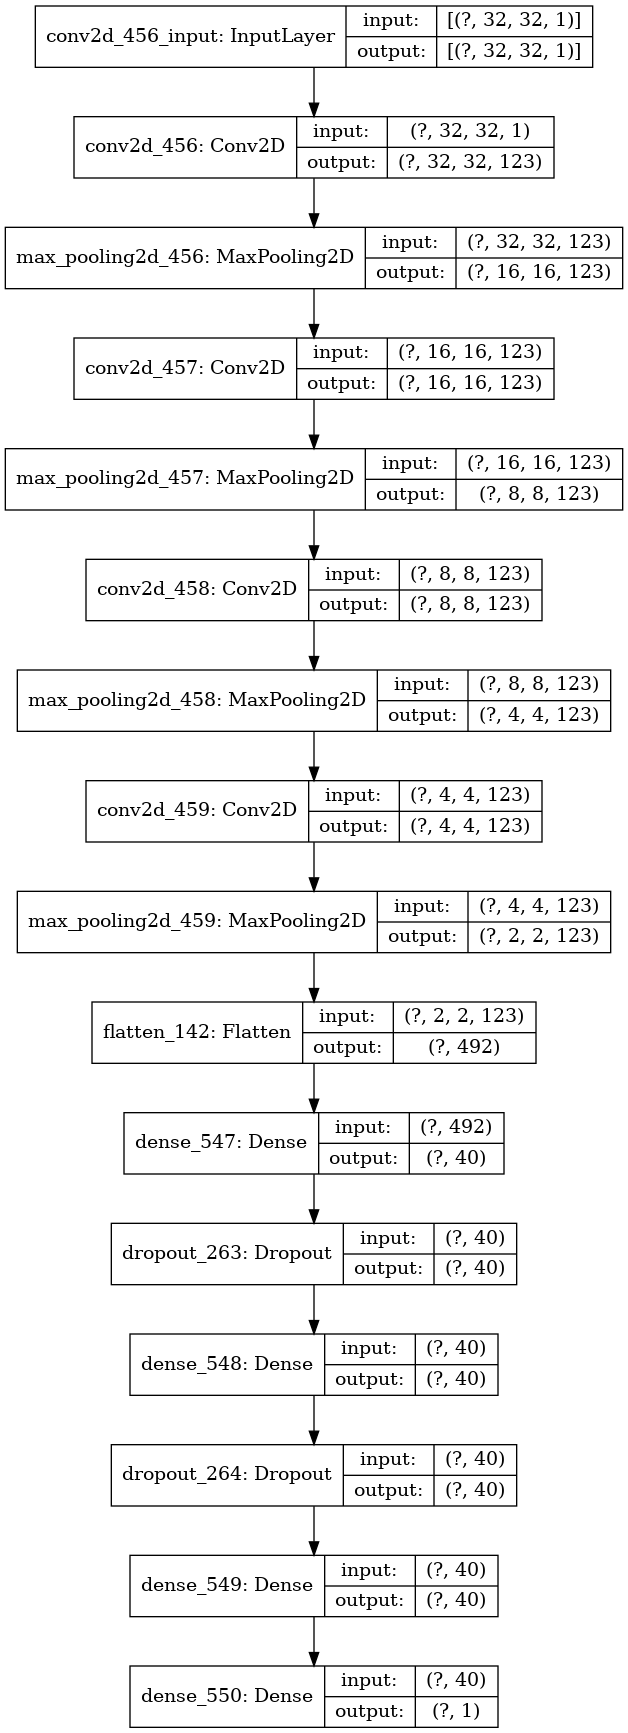 conv2d_456_input: InputLayer
input: [(?, 32, 32, 1)]
output: [(?, 32, 32, 1)]
conv2d_456: Conv2D
input: (?, 32, 32, 1)
output: (?, 32, 32, 123)
max_pooling2d_456: MaxPooling2D
input: (?, 32, 32, 123)
output: (?, 16, 16, 123)
conv2d_457: Conv2D
input: (?, 16, 16, 123)
output: (?, 16, 16, 123)
max_pooling2d_457: MaxPooling2D
input: (?, 16, 16, 123)
output: (?, 8, 8, 123)
conv2d_458: Conv2D
input: (?, 8, 8, 123)
output: (?, 8, 8, 123)
max_pooling2d_458: MaxPooling2D
input: (?, 8, 8, 123)
output: (?, 4, 4, 123)
conv2d_459: Conv2D
input: (?, 4, 4, 123)
output: (?, 4, 4, 123)
max_pooling2d_459: MaxPooling2D
input: (?, 4, 4, 123)
output: (?, 2, 2, 123)
flatten_142: Flatten
input: (?, 2, 2, 123)
output: (?, 492)
dense_547: Dense
input: (?, 492)
output: (?, 40)
dropout_263: Dropout
input: (?, 40)
output: (?, 40)
dense_548: Dense
input: (?, 40)
output: (?, 40)
dropout_264: Dropout
input: (?, 40)
output: (?, 40)
dense_549: Dense
input: (?, 40)
output: (?, 40)
dense_550: Dense
input: (?, 40)
output: (?, 1)